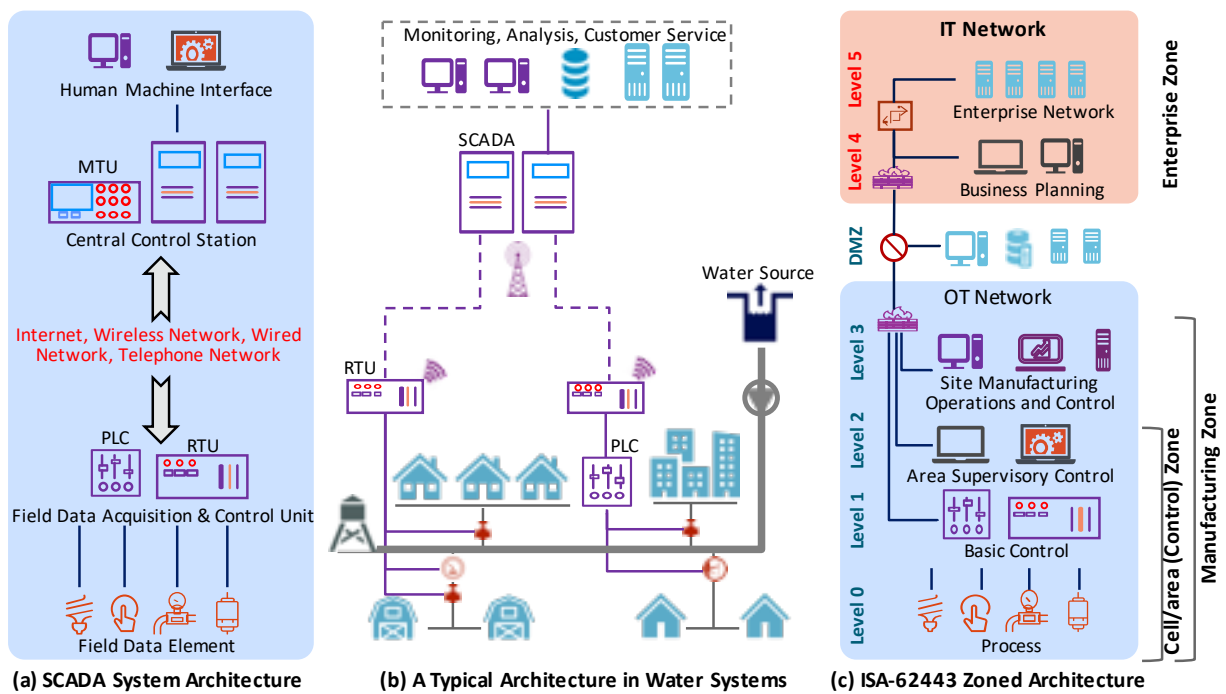 Human Machine Interface
MTU
Central Control Station
Internet, Wireless Network, Wired
Network, Telephone Network
PLC
RTU
Field Data Acquisition & Control Unit
Field Data Element
(a) SCADA System Architecture
Monitoring, Analysis, Customer Service
SCADA
Water Source
RTU
PLC
(b) A Typical Architecture in Water Systems
IT Network
Level 5
Enterprise Network
Level 4
Business Planning
Enterprise Zone
DMZ
OT Network
Level 3
Site Manufacturing
Operations and Control
Level 2
Area Supervisory Control
Level 1
Basic Control
Level 0
Process
Cell/area (Control) Zone
Manufacturing Zone
(c) ISA-62443 Zoned Architecture